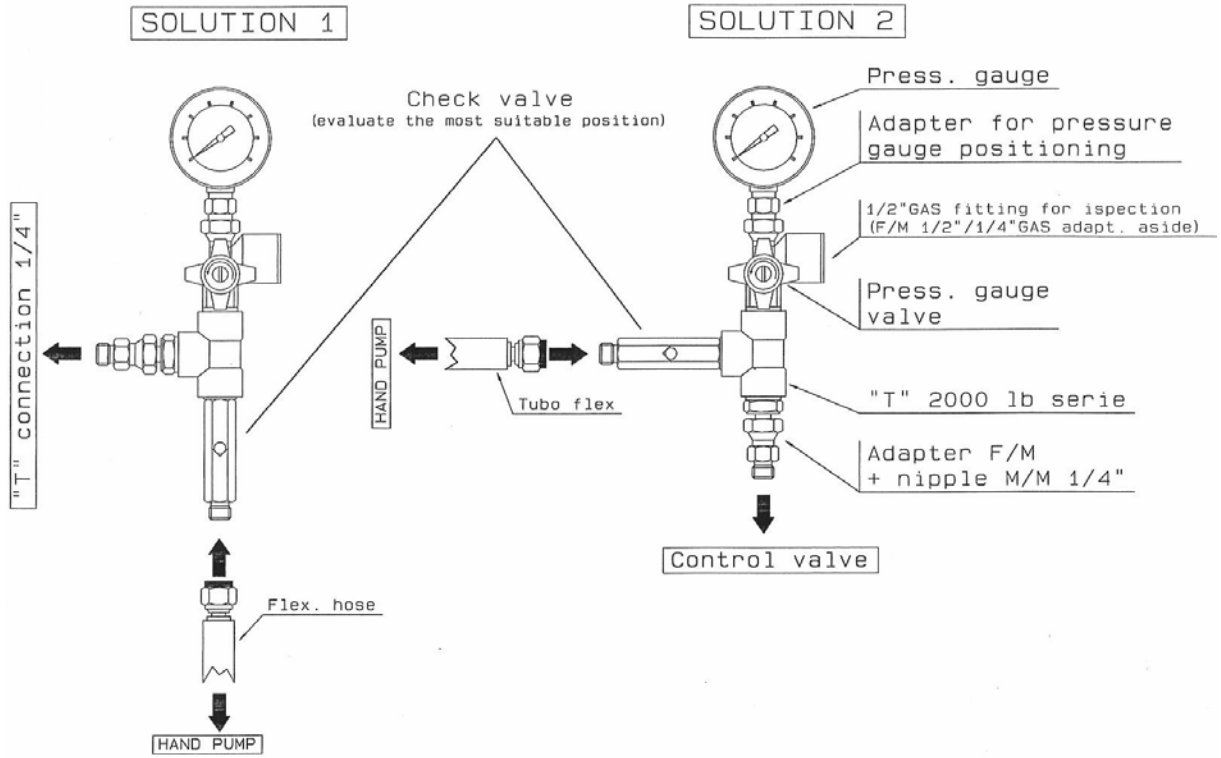 SOLUTION 1
SOLUTION 2
Check valve
(evaluate the most suitable position)
Press. gauge
Adapter for pressure
gauge positioning
1/2"GAS fitting for ispection
(F/M 1/2"/1/4"GAS adapt. aside)
Press. gauge
valve
"T" connection 1/4"
HAND PUMP
Tubo flex
"T" 2000 lb serie
Adapter F/M
+ nipple M/M 1/4"
Control valve
Flex. hose
HAND PUMP